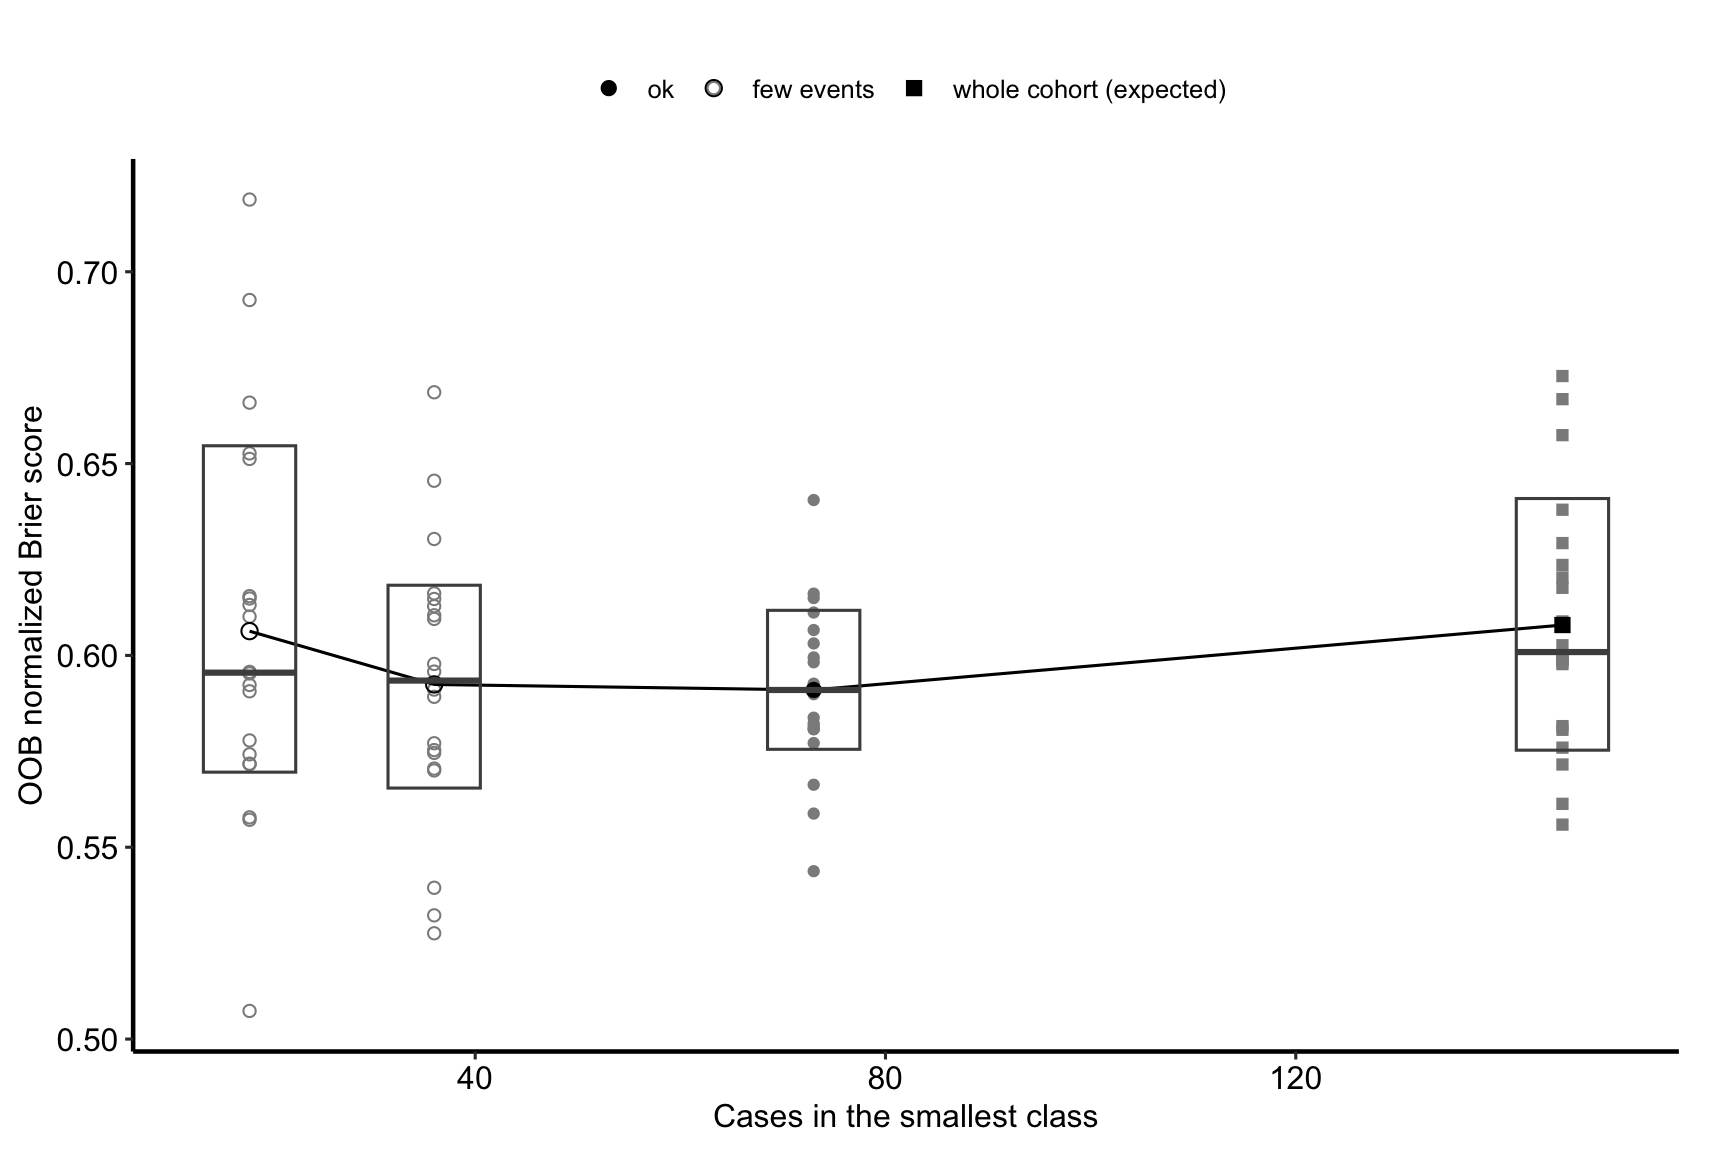 ok few events whole cohort (expected)
OOB normalized Brier score
0.70
0.65
0.60
0.55
0.50
40 80 120
Cases in the smallest class